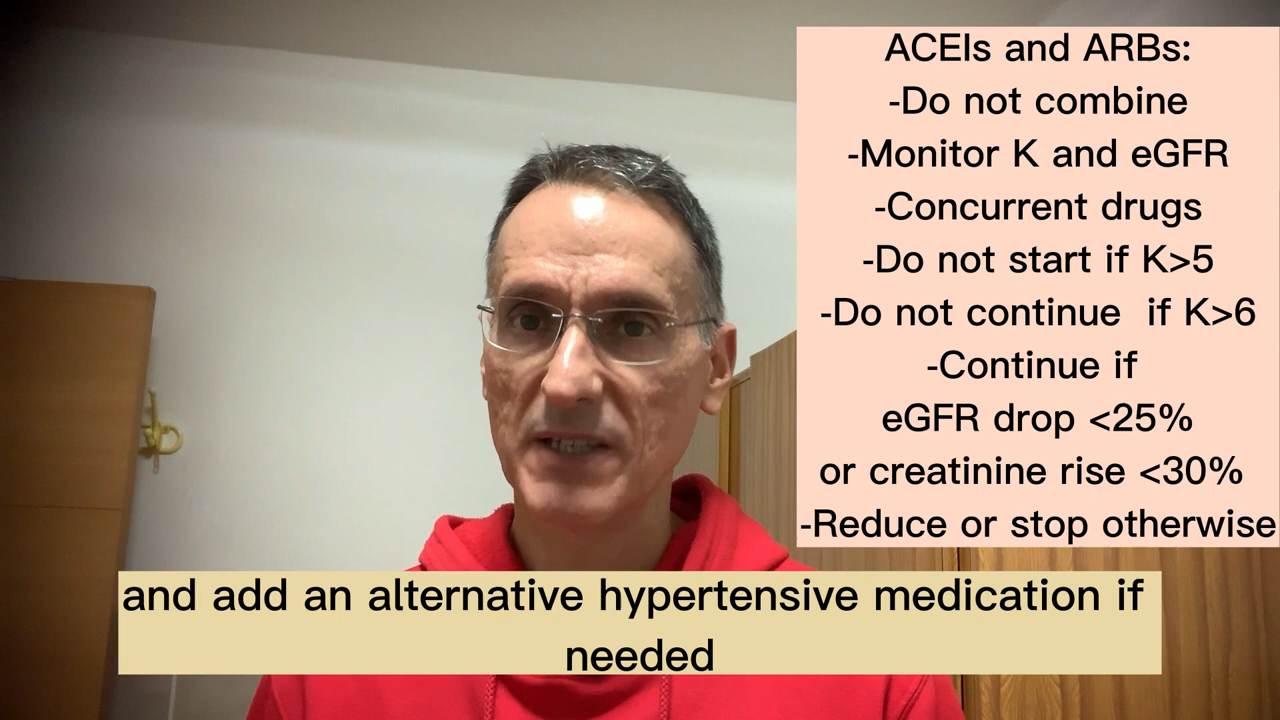 ACEIs and ARBs:
-Do not combine
-Monitor K and eGFR
-Concurrent drugs
-Do not start if K>5
-Do not continue  if K>6
-Continue if
eGFR drop <25%
or creatinine rise <30%
-Reduce or stop otherwise
and add an alternative hypertensive medication if
needed